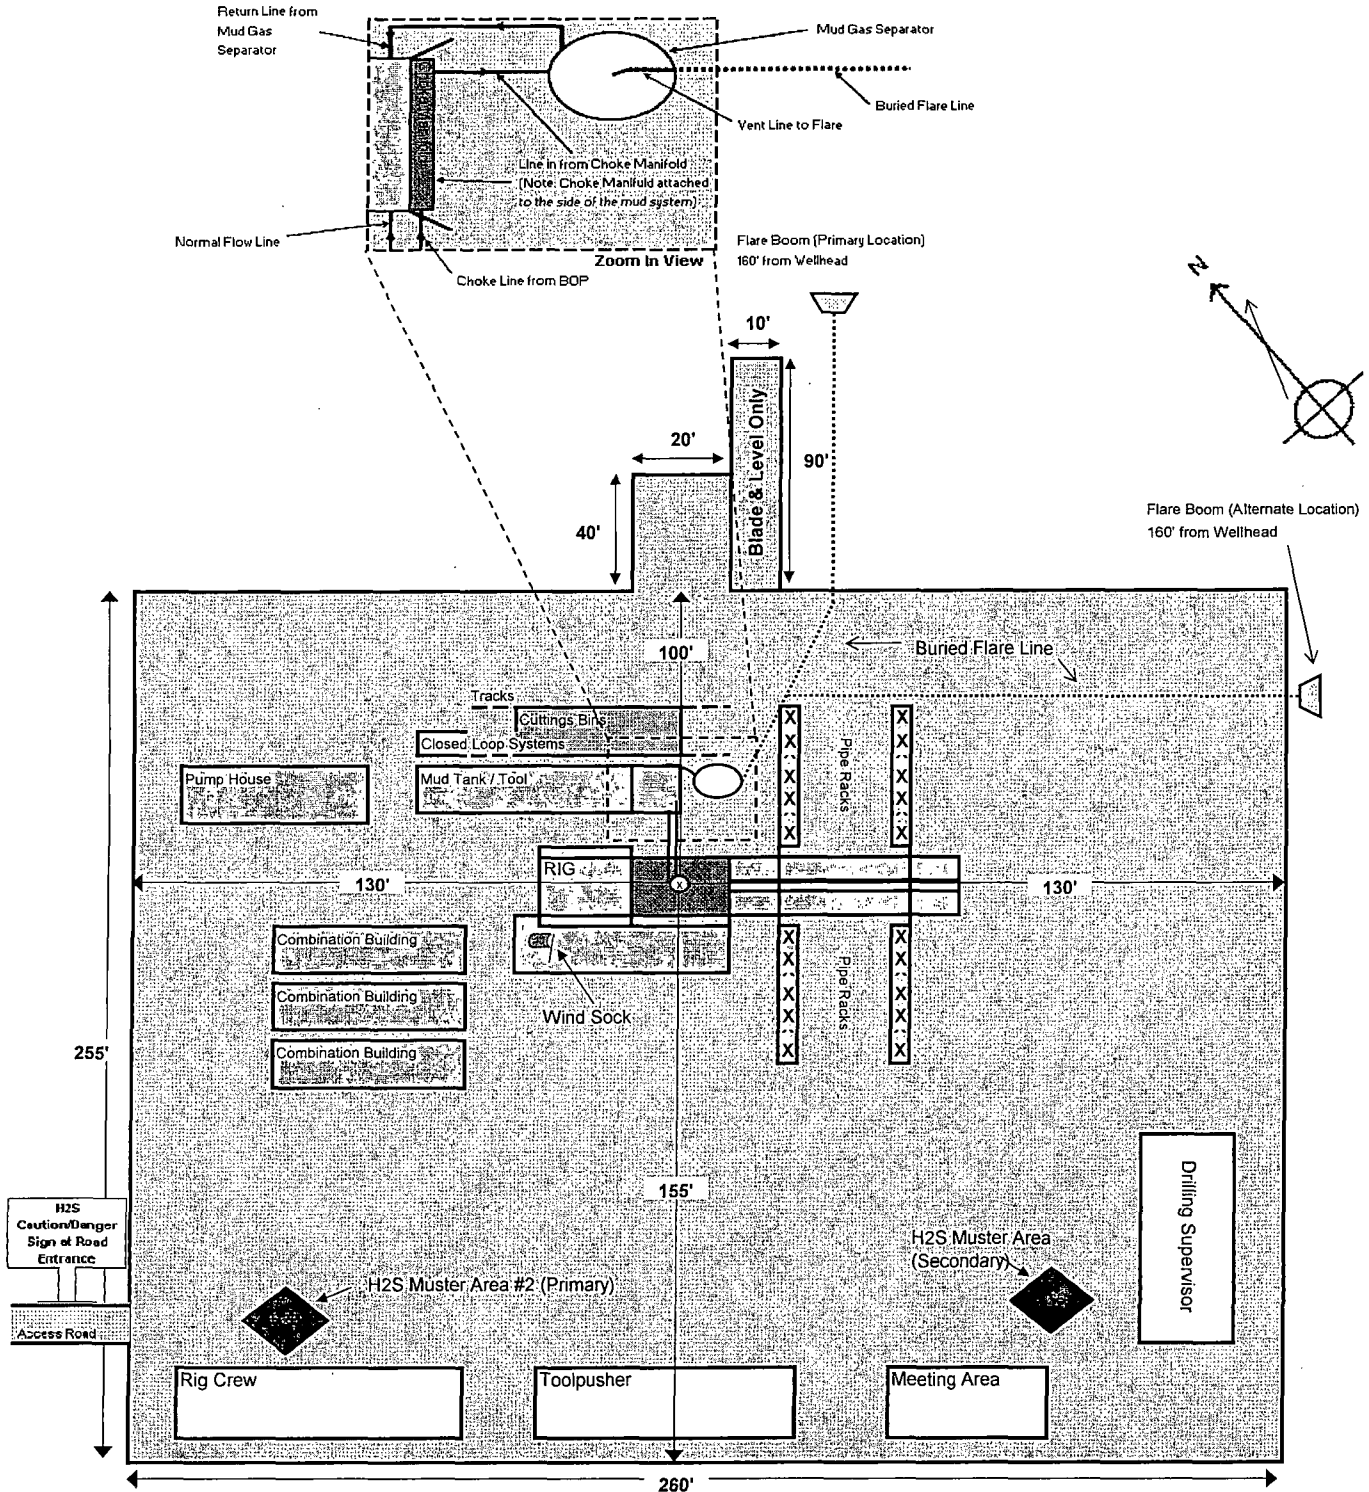 Return Line from
Mud Gas
Separator
Mud Gas Separator
Buried Flare Line
Vent Line to Flare
Line in from Choke Manifold
(Note: Choke Manifold attached
to the side of the mud system)
Normal Flow Line
Choke Line from BOP
Zoom In View
Flare Boom (Primary Location)
160' from Wellhead
N
10'
20'
Blade & Level Only
90'
40'
Flare Boom (Alternate Location)
160' from Wellhead
100'
Buried Flare Line
Tracks
Cuttings Bins
Closed Loop Systems
Pump House
Mud Tank / Tool
X
X
X
X
X
Pipe Racks
X
X
X
X
X
RIG
130'
X
130'
Combination Building
Combination Building
Combination Building
Wind Sock
X
X
X
X
X
Pipe Racks
X
X
X
X
X
255'
155'
Drilling Supervisor
H2S
Caution/Danger
Sign at Road
Entrance
H2S Muster Area
(Secondary)
H2S Muster Area #2 (Primary)
Access Road
Rig Crew
Toolpusher
Meeting Area
260'